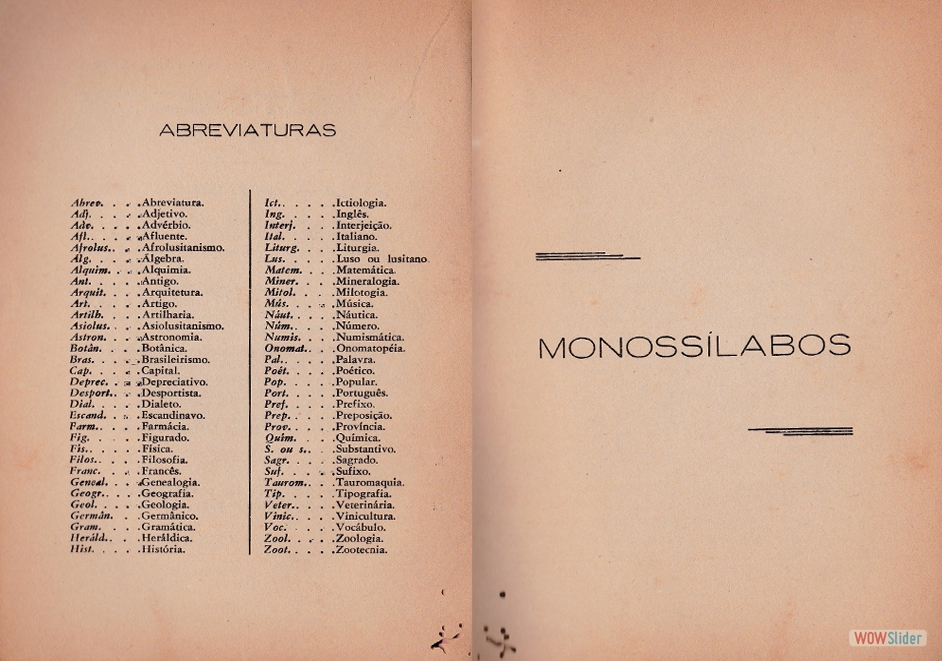 ABREVIATURAS
Abrev. . . . Abreviatura.
Adj. . . . . Adjetivo.
Adv. . . . . Advérbio.
Afl.. . . . Afluente.
Afrolus.. . . Afrolusitanismo.
Álg. . . . . Álgebra.
Alquim. . . . Alquimia.
Ant. . . . . Antigo.
Arquit. . . . Arquitetura.
Art. . . . . Artigo.
Artilh. . . . Artilharia.
Asiolus. . . . Asiolusitanismo.
Astron. . . . Astronomia.
Botân. . . . Botânica.
Bras. . . . . Brasileirismo.
Cap. . . . . Capital.
Deprec. . . . Depreciativo.
Desport.. . . Desportista.
Dial. . . . . Dialeto.
Escand. . . . Escandinavo.
Farm.. . . . Farmácia.
Fig. . . . . Figurado.
Fis.. . . . . Física.
Filos.. . . . Filosofia.
Franc. . . . Francês.
Geneal. . . . Genealogia.
Geogr.. . . . Geografia.
Geol. . . . . Geologia.
Germân. . . . Germânico.
Gram. . . . . Gramática.
Heráld.. . . . Heráldica.
Hist. . . . . História.
Ict.. . . . . Ictiologia.
Ing. . . . . Inglês.
Interj. . . . Interjeição.
Ital. . . . . Italiano.
Liturg. . . . Liturgia.
Lus. . . . . Luso ou lusitano
Matem. . . . Matemática.
Miner. . . . Mineralogia.
Mitol. . . . Milotogia.
Mús. . . . . Música.
Náut. . . . . Náutica.
Núm. . . . . Número.
Numis. . . . Numismática.
Onomat.. . . Onomatopéia.
Pal.. . . . . Palavra.
Poét. . . . . Poético.
Pop. . . . . Popular.
Port. . . . . Português.
Pref. . . . . Prefixo.
Prep. . . . . Preposição.
Prov. . . . . Província.
Quím. . . . . Química.
S. ou s.. . . Substantivo.
Sagr. . . . . Sagrado.
Suf. . . . . Sufixo.
Taurom. . . . Tauromaquia.
Tip. . . . . Tipografia.
Veter.. . . . Veterinária.
Vinic.. . . . Vinicultura.
Voc. . . . . Vocábulo.
Zool. . . . . Zoologia.
Zoot. . . . . Zootecnia.
MONOSSÍLABOS
WOWSlider